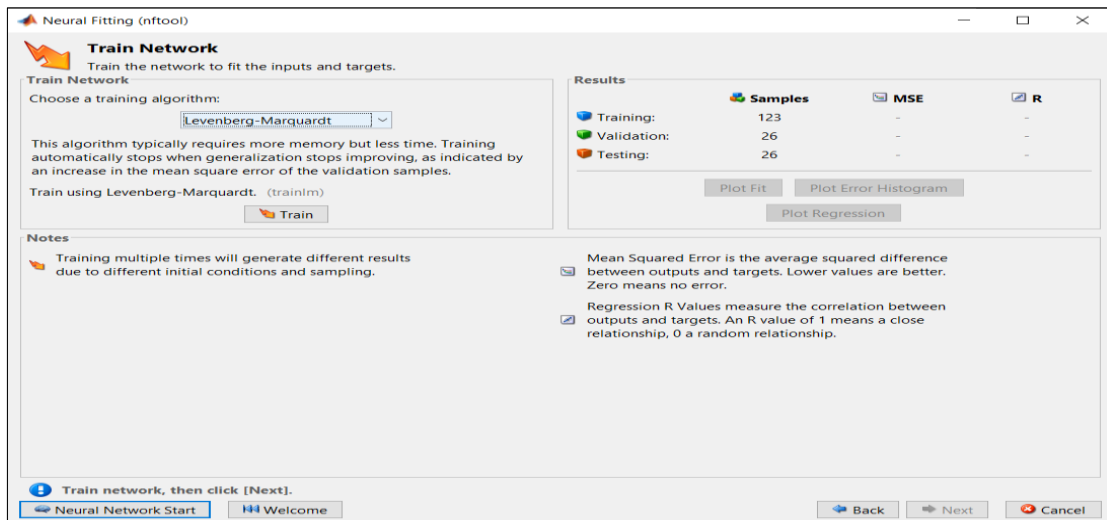 Neural Fitting (nftool)
Train Network
Train the network to fit the inputs and targets.
Train Network
Choose a training algorithm:
Levenberg-Marquardt
This algorithm typically requires more memory but less time. Training
automatically stops when generalization stops improving, as indicated by
an increase in the mean square error of the validation samples.
Train using Levenberg-Marquardt. (trainlm)
Train
Results
Samples MSE R
Training: 123 - -
Validation: 26 - -
Testing: 26 - -
Plot Fit Plot Error Histogram
Plot Regression
Notes
Training multiple times will generate different results
due to different initial conditions and sampling.
Mean Squared Error is the average squared difference
between outputs and targets. Lower values are better.
Zero means no error.
Regression R Values measure the correlation between
outputs and targets. An R value of 1 means a close
relationship, 0 a random relationship.
Train network, then click [Next].
Neural Network Start Welcome Back Next Cancel